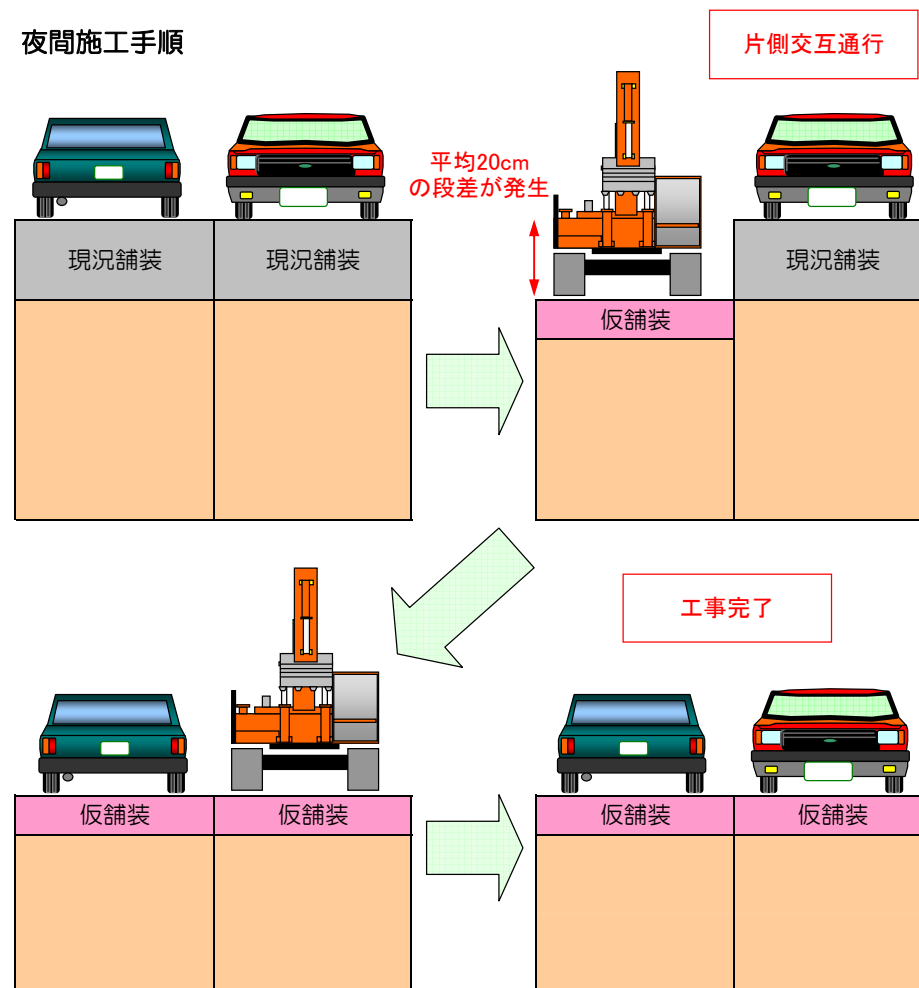 夜間施工手順
片側交互通行
平均20cm
の段差が発生
現況舗装
現況舗装
現況舗装
仮舗装
工事完了
仮舗装
仮舗装
仮舗装
仮舗装